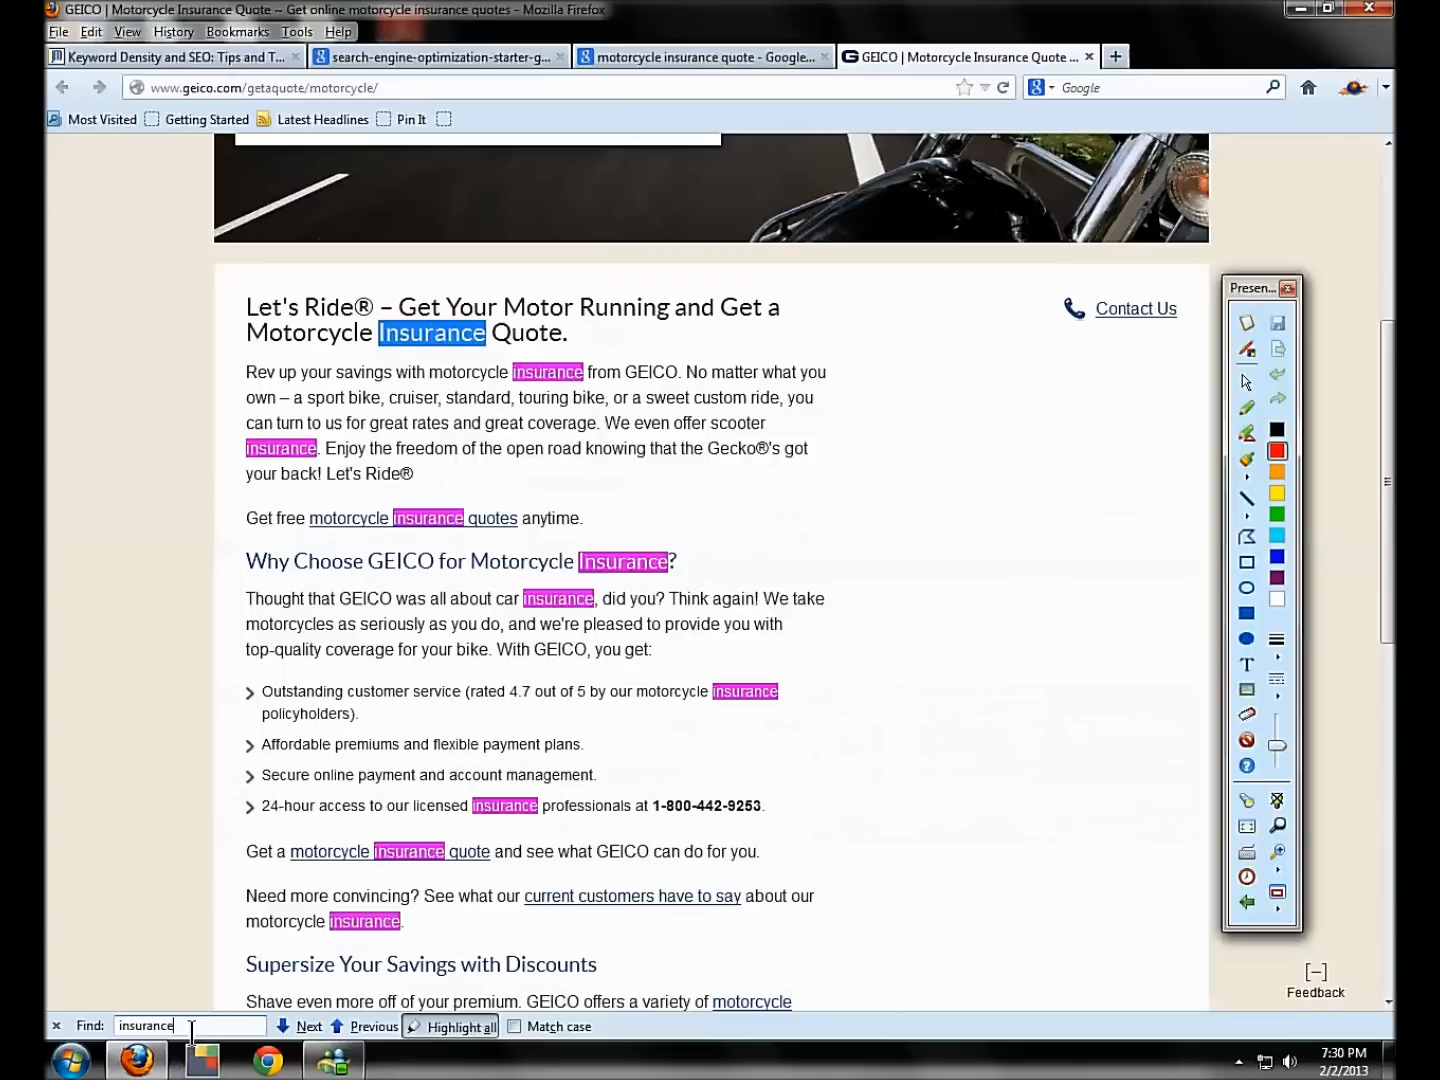 GEICO | Motorcycle Insurance Quote ~ Get online motorcycle insurance quotes - Mozilla Firefox
File Edit View History Bookmarks Tools Help
Keyword Density and SEO: Tips and T... search-engine-optimization-starter-g... motorcycle insurance quote - Google... GEICO | Motorcycle Insurance Quote ...
www.geico.com/getaquote/motorcycle/ Google
Most Visited Getting Started Latest Headlines Pin It
Let's Ride® – Get Your Motor Running and Get a
Motorcycle Insurance Quote.
Contact Us
Rev up your savings with motorcycle insurance from GEICO. No matter what you
own – a sport bike, cruiser, standard, touring bike, or a sweet custom ride, you
can turn to us for great rates and great coverage. We even offer scooter
insurance. Enjoy the freedom of the open road knowing that the Gecko®'s got
your back! Let's Ride®
Get free motorcycle insurance quotes anytime.
Why Choose GEICO for Motorcycle Insurance?
Thought that GEICO was all about car insurance, did you? Think again! We take
motorcycles as seriously as you do, and we're pleased to provide you with
top-quality coverage for your bike. With GEICO, you get:
Outstanding customer service (rated 4.7 out of 5 by our motorcycle insurance
policyholders).
Affordable premiums and flexible payment plans.
Secure online payment and account management.
24-hour access to our licensed insurance professionals at 1-800-442-9253.
Get a motorcycle insurance quote and see what GEICO can do for you.
Need more convincing? See what our current customers have to say about our
motorcycle insurance.
Supersize Your Savings with Discounts
Shave even more off of your premium. GEICO offers a variety of motorcycle
Presen...
T
[–]
Feedback
Find: insurance Next Previous Highlight all Match case
7:30 PM
2/2/2013